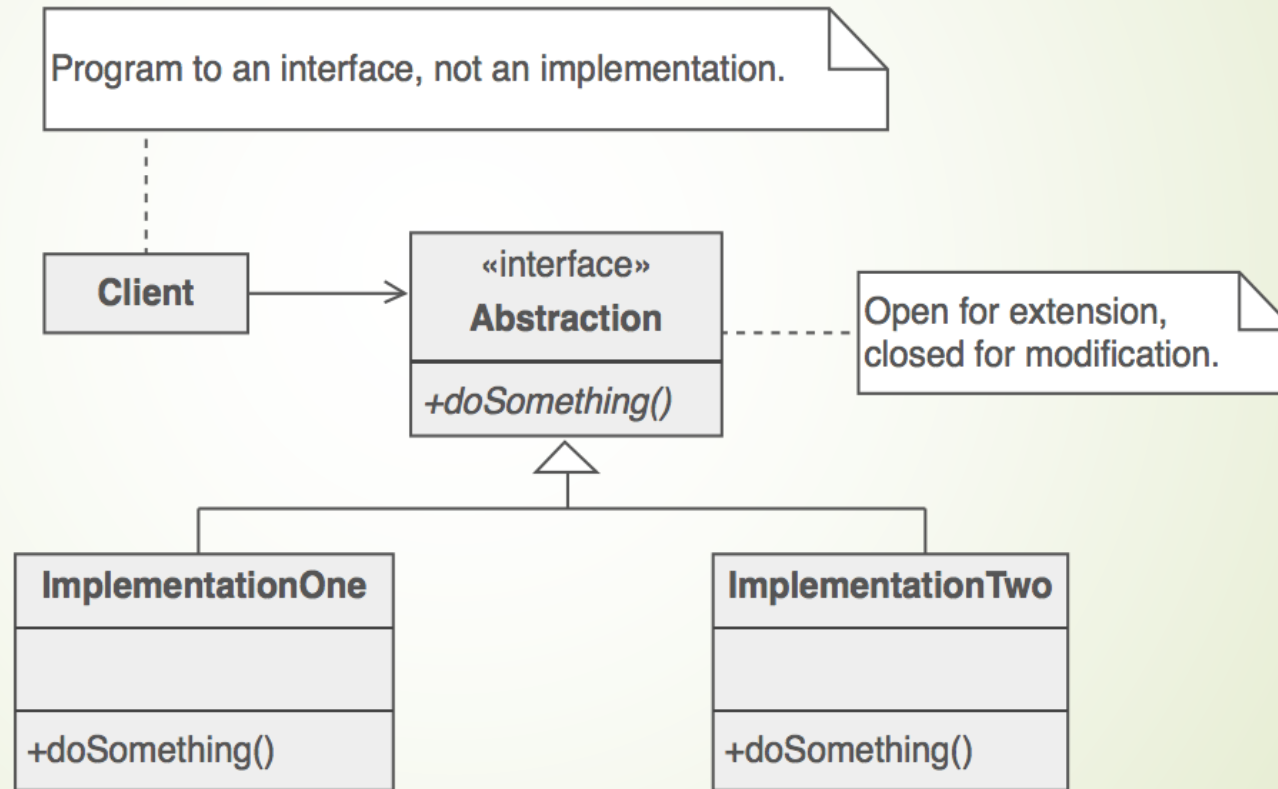 Program to an interface, not an implementation.
Client
«interface»
Abstraction
+doSomething()
Open for extension,
closed for modification.
ImplementationOne
+doSomething()
ImplementationTwo
+doSomething()